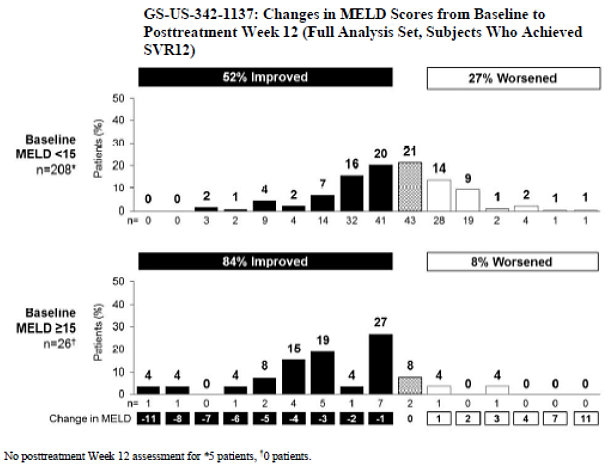 GS-US-342-1137: Changes in MELD Scores from Baseline to
Posttreatment Week 12 (Full Analysis Set, Subjects Who Achieved
SVR12)
52% Improved 27% Worsened
Baseline
MELD <15
n=208*
Patients (%)
50
40
30
20
10
0
0 0 2 1 4 2 7 16 20 21 14 9 1 2 1 1
n= 0 0 3 2 9 4 14 32 41 43 28 19 2 4 1 1
84% Improved 8% Worsened
Baseline
MELD ≥15
n=26†
Patients (%)
50
40
30
20
10
0
4 4 0 4 8 15 19 4 27 8 4 0 4 0 0 0
n= 1 1 0 1 2 4 5 1 7 2 1 0 1 0 0 0
Change in MELD -11 -8 -7 -6 -5 -4 -3 -2 -1 0 1 2 3 4 7 11
No posttreatment Week 12 assessment for *5 patients, †0 patients.